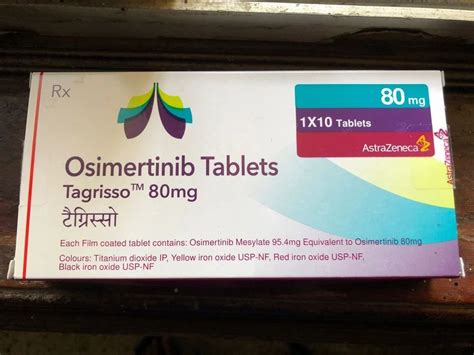 Rx
80 mg
1X10 Tablets
AstraZeneca
AstraZeneca
Osimertinib Tablets
Tagrisso™ 80mg
टैग्रिस्सो
Each Film coated tablet contains: Osimertinib Mesylate 95.4mg Equivalent to Osimertinib 80mg
Colours: Titanium dioxide IP, Yellow iron oxide USP-NF, Red iron oxide USP-NF,
Black iron oxide USP-NF